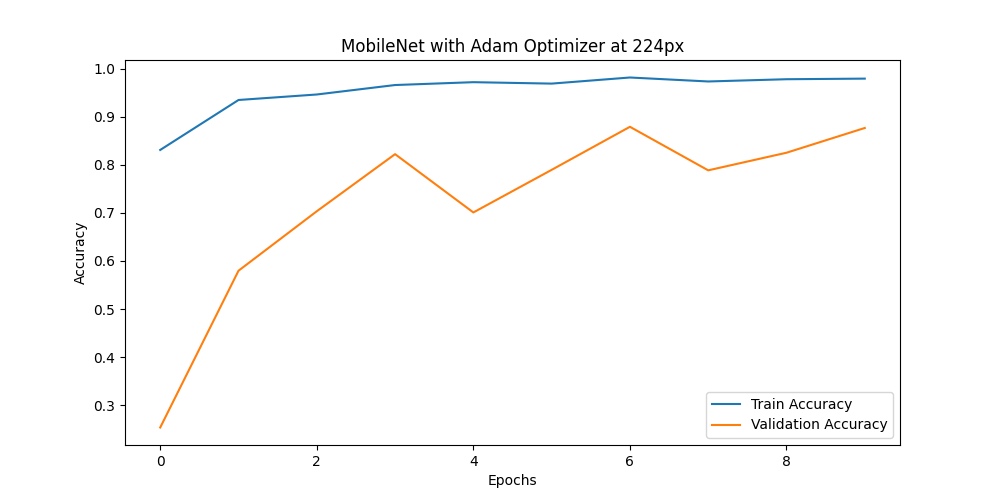 MobileNet with Adam Optimizer at 224px
1.0
0.9
0.8
0.7
0.6
0.5
0.4
0.3
Accuracy
0 2 4 6 8
Epochs
Train Accuracy
Validation Accuracy